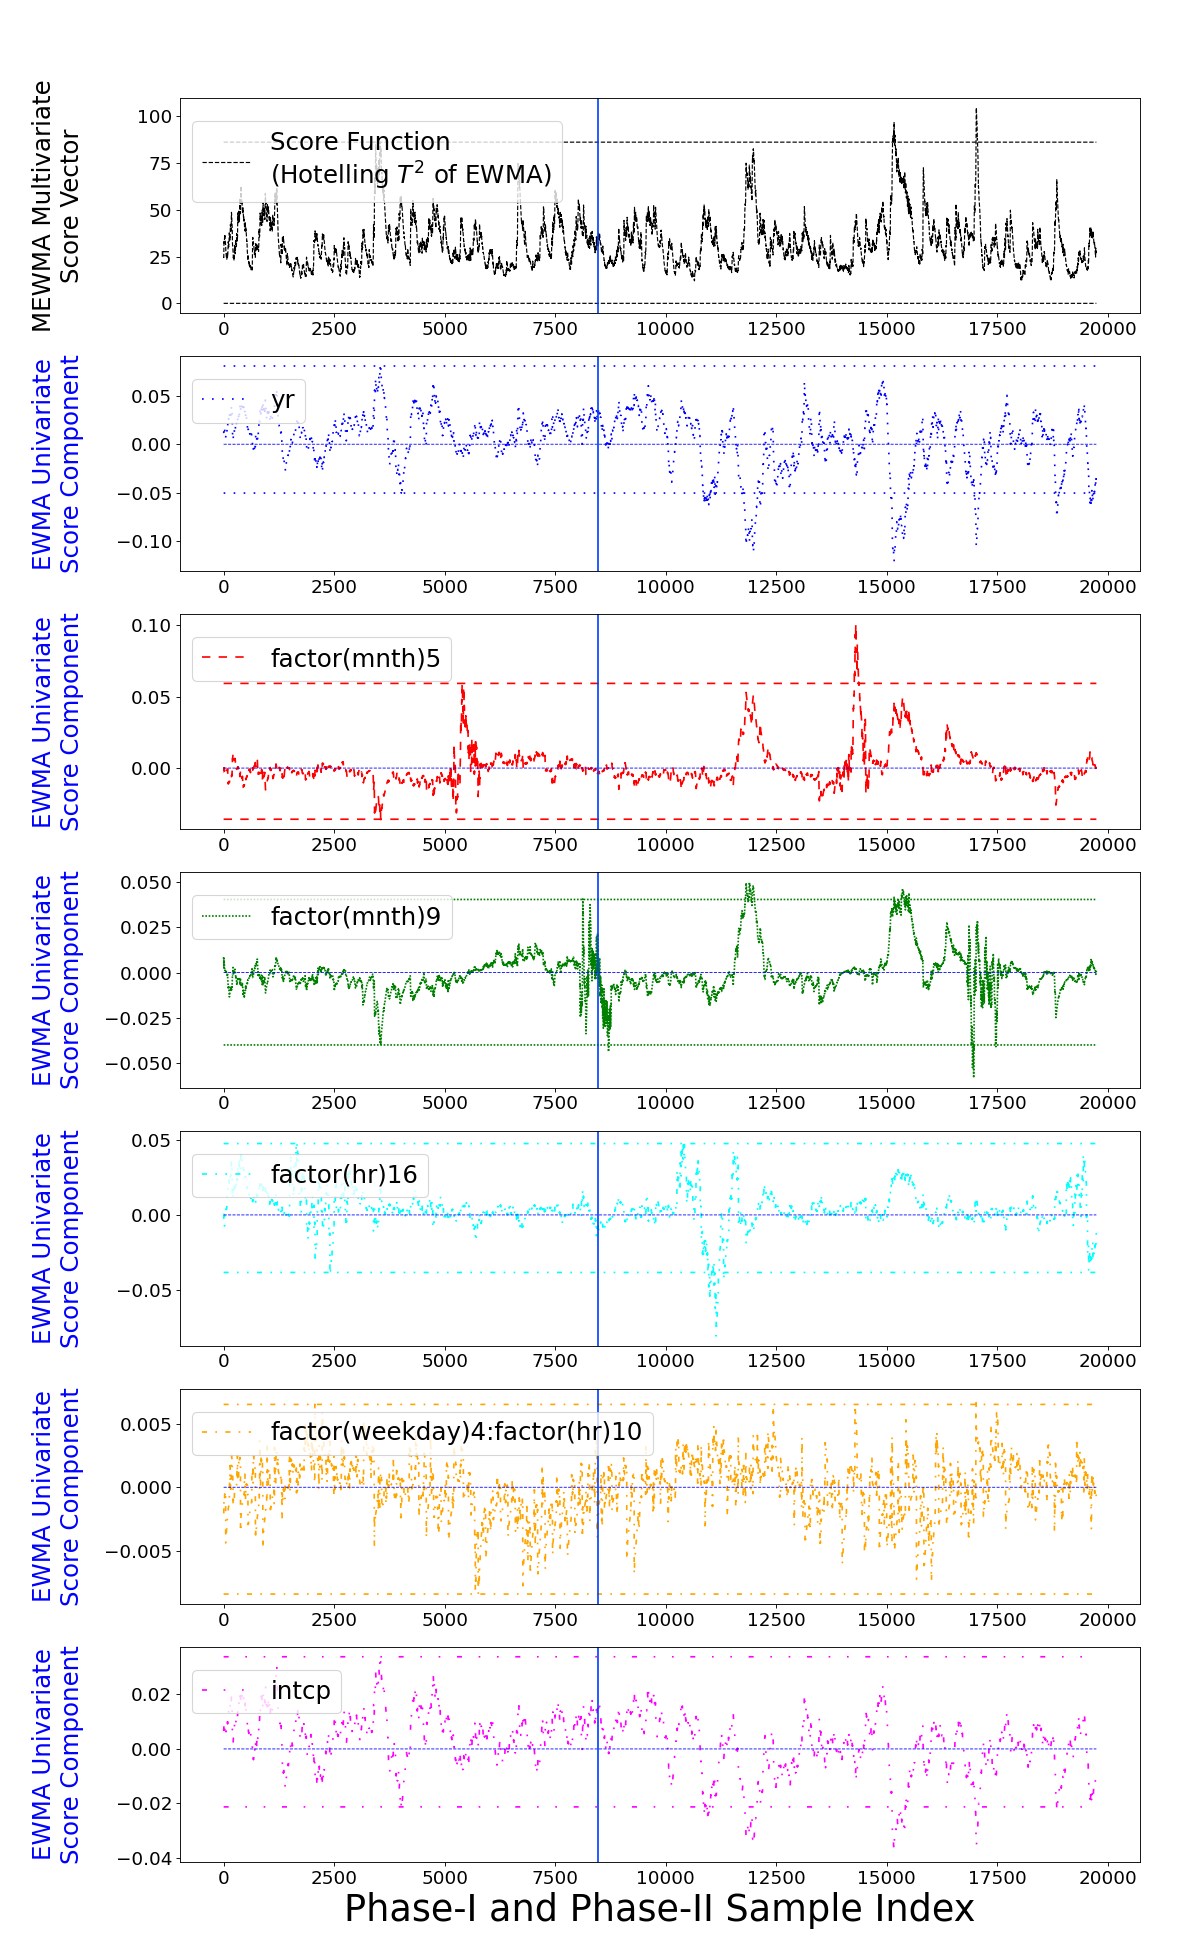 MEWMA Multivariate
Score Vector
100
75
50
25
0
Score Function
(Hotelling T² of EWMA)
0 2500 5000 7500 10000 12500 15000 17500 20000
EWMA Univariate
Score Component
0.05
0.00
−0.05
−0.10
yr
0 2500 5000 7500 10000 12500 15000 17500 20000
EWMA Univariate
Score Component
0.10
0.05
0.00
factor(mnth)5
0 2500 5000 7500 10000 12500 15000 17500 20000
EWMA Univariate
Score Component
0.050
0.025
0.000
−0.025
−0.050
factor(mnth)9
0 2500 5000 7500 10000 12500 15000 17500 20000
EWMA Univariate
Score Component
0.05
0.00
−0.05
factor(hr)16
0 2500 5000 7500 10000 12500 15000 17500 20000
EWMA Univariate
Score Component
0.005
0.000
−0.005
factor(weekday)4:factor(hr)10
0 2500 5000 7500 10000 12500 15000 17500 20000
EWMA Univariate
Score Component
0.02
0.00
−0.02
−0.04
intcp
0 2500 5000 7500 10000 12500 15000 17500 20000
Phase-I and Phase-II Sample Index